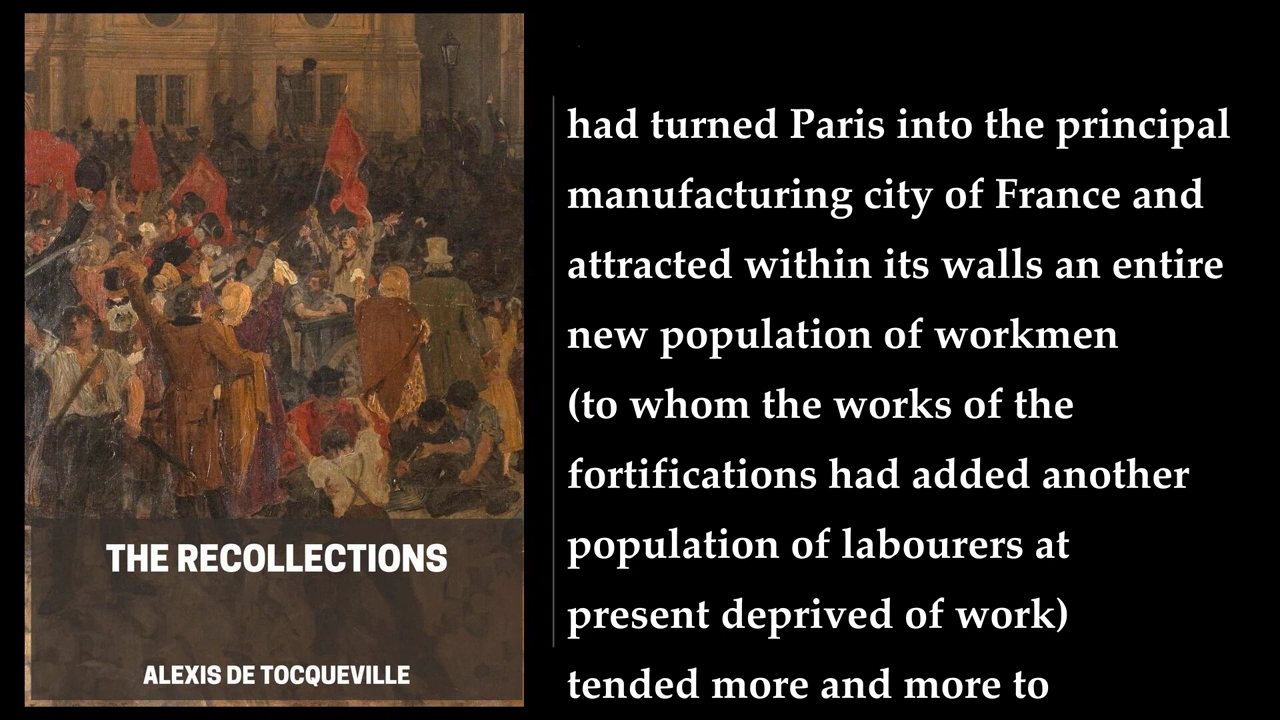 THE RECOLLECTIONS
ALEXIS DE TOCQUEVILLE
had turned Paris into the principal
manufacturing city of France and
attracted within its walls an entire
new population of workmen
(to whom the works of the
fortifications had added another
population of labourers at
present deprived of work)
tended more and more to